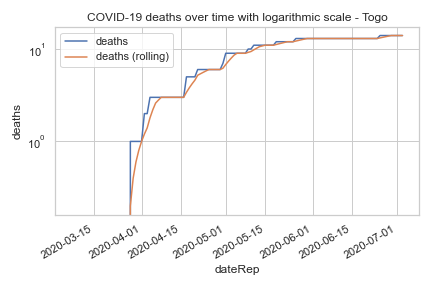 COVID-19 deaths over time with logarithmic scale - Togo
deaths
deaths (rolling)
10¹
10⁰
deaths
2020-03-15
2020-04-01
2020-04-15
2020-05-01
2020-05-15
2020-06-01
2020-06-15
2020-07-01
dateRep